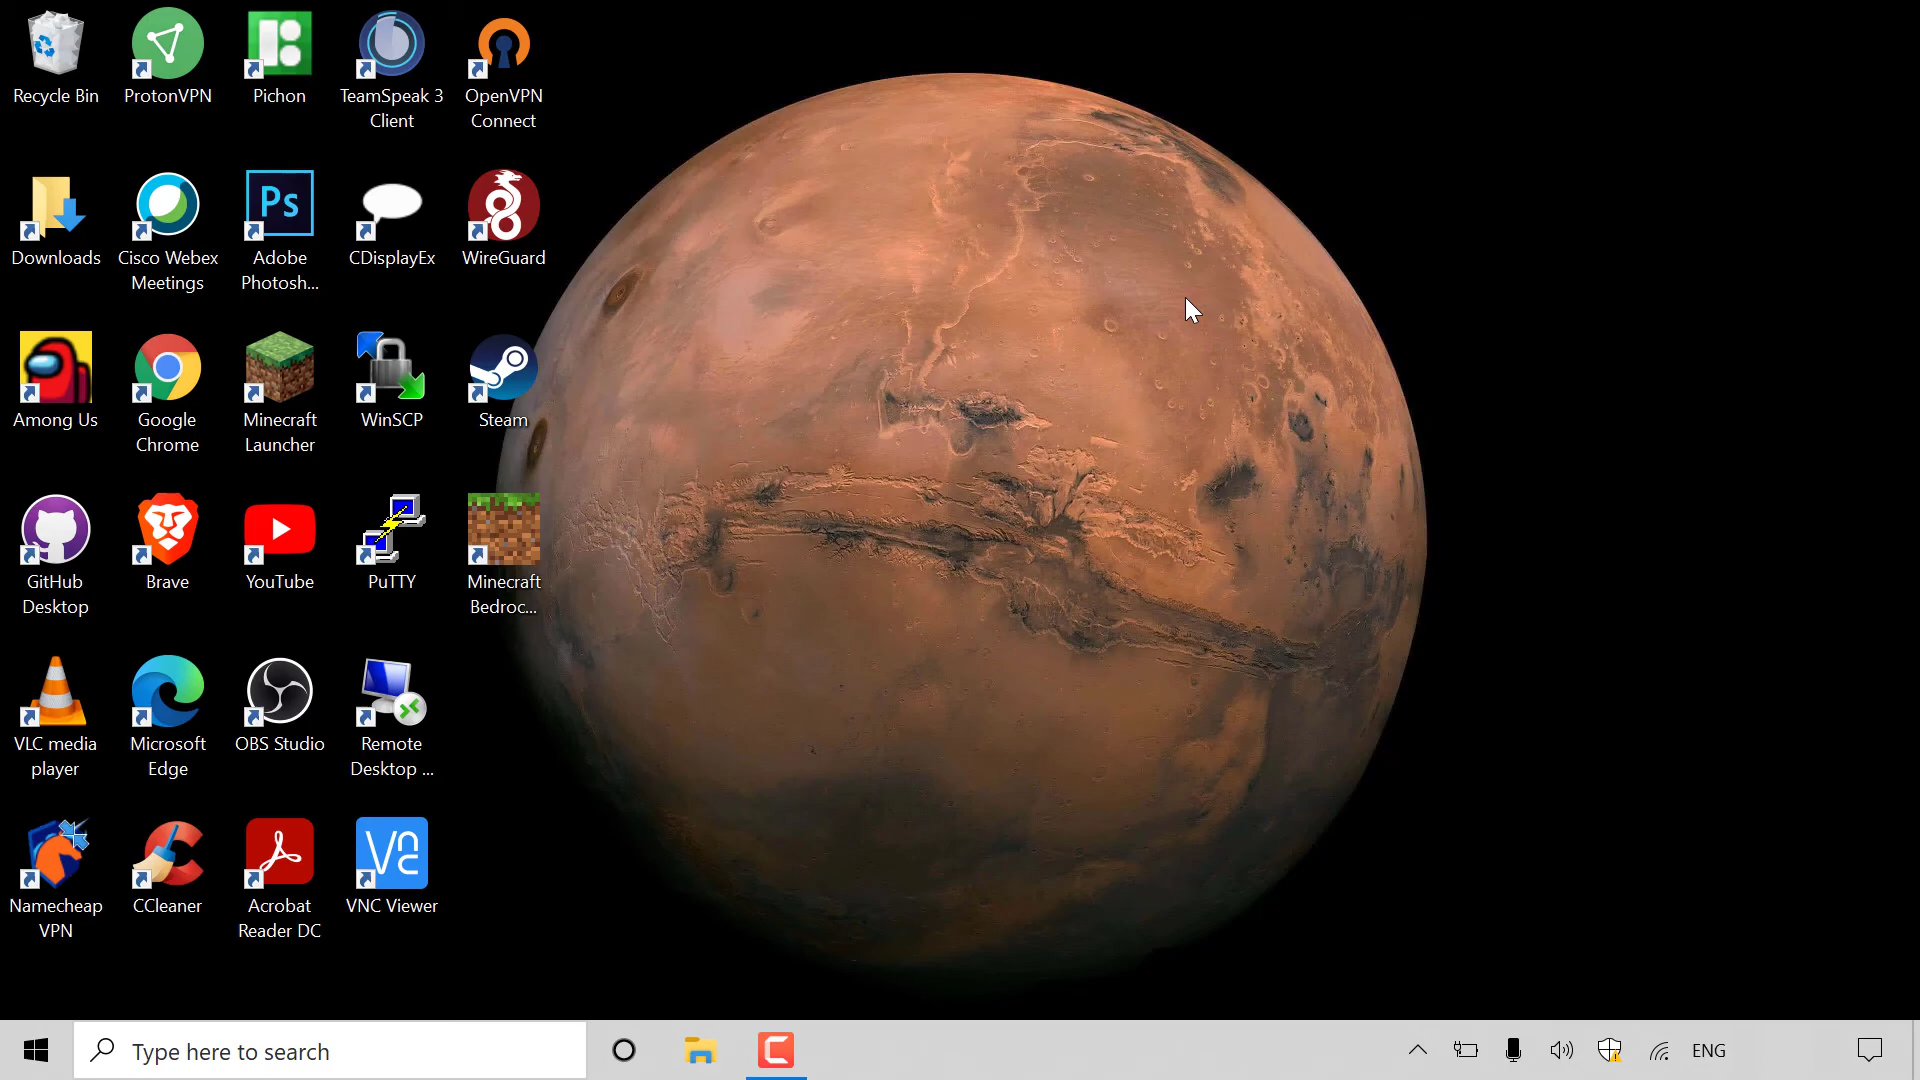 Recycle Bin
ProtonVPN
Pichon
TeamSpeak 3
Client
OpenVPN
Connect
Downloads
Cisco Webex
Meetings
Ps
Adobe
Photosh...
CDisplayEx
WireGuard
Among Us
Google
Chrome
Minecraft
Launcher
WinSCP
Steam
GitHub
Desktop
Brave
YouTube
PuTTY
Minecraft
Bedroc...
VLC media
player
Microsoft
Edge
OBS Studio
Remote
Desktop ...
Namecheap
VPN
CCleaner
Acrobat
Reader DC
VNC Viewer
Type here to search
ENG